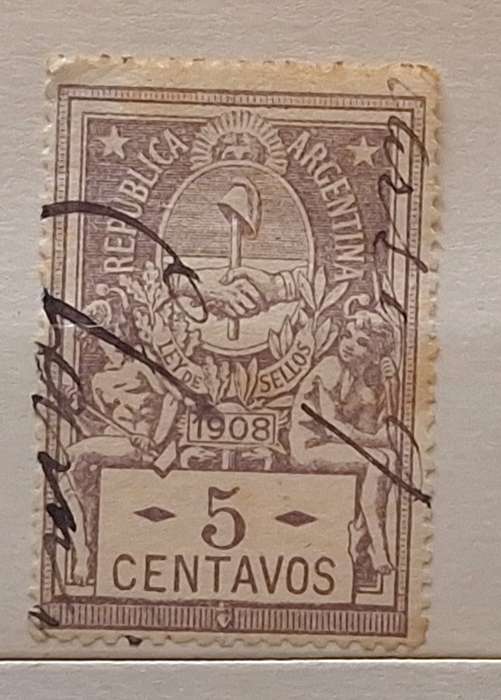 REPUBLICA ARGENTINA
LEY DE SELLOS
1908
5
CENTAVOS